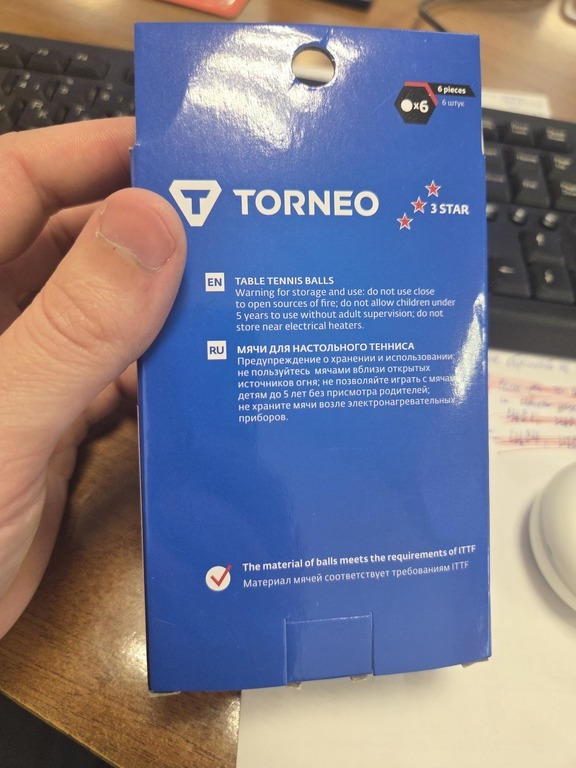 6 pieces
x6
6 штук
TORNEO
3 STAR
EN
TABLE TENNIS BALLS
Warning for storage and use: do not use close
to open sources of fire; do not allow children under
5 years to use without adult supervision; do not
store near electrical heaters.
RU
МЯЧИ ДЛЯ НАСТОЛЬНОГО ТЕННИСА
Предупреждение о хранении и использовании:
не пользуйтесь мячами вблизи открытых
источников огня; не позволяйте играть с мячами
детям до 5 лет без присмотра родителей;
не храните мячи возле электронагревательных
приборов.
The material of balls meets the requirements of ITTF
Материал мячей соответствует требованиям ITTF